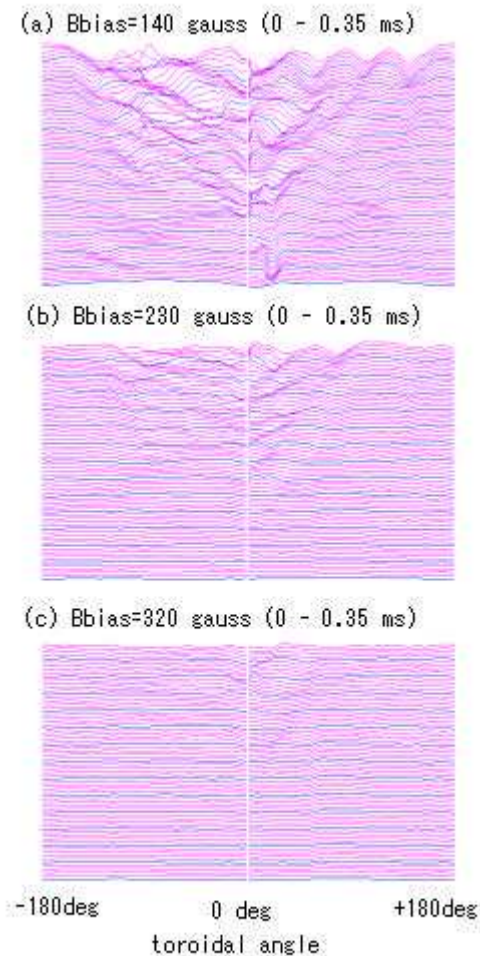 (a) Bbias=140 gauss (0 - 0.35 ms)
(b) Bbias=230 gauss (0 - 0.35 ms)
(c) Bbias=320 gauss (0 - 0.35 ms)
-180deg 0 deg +180deg
toroidal angle